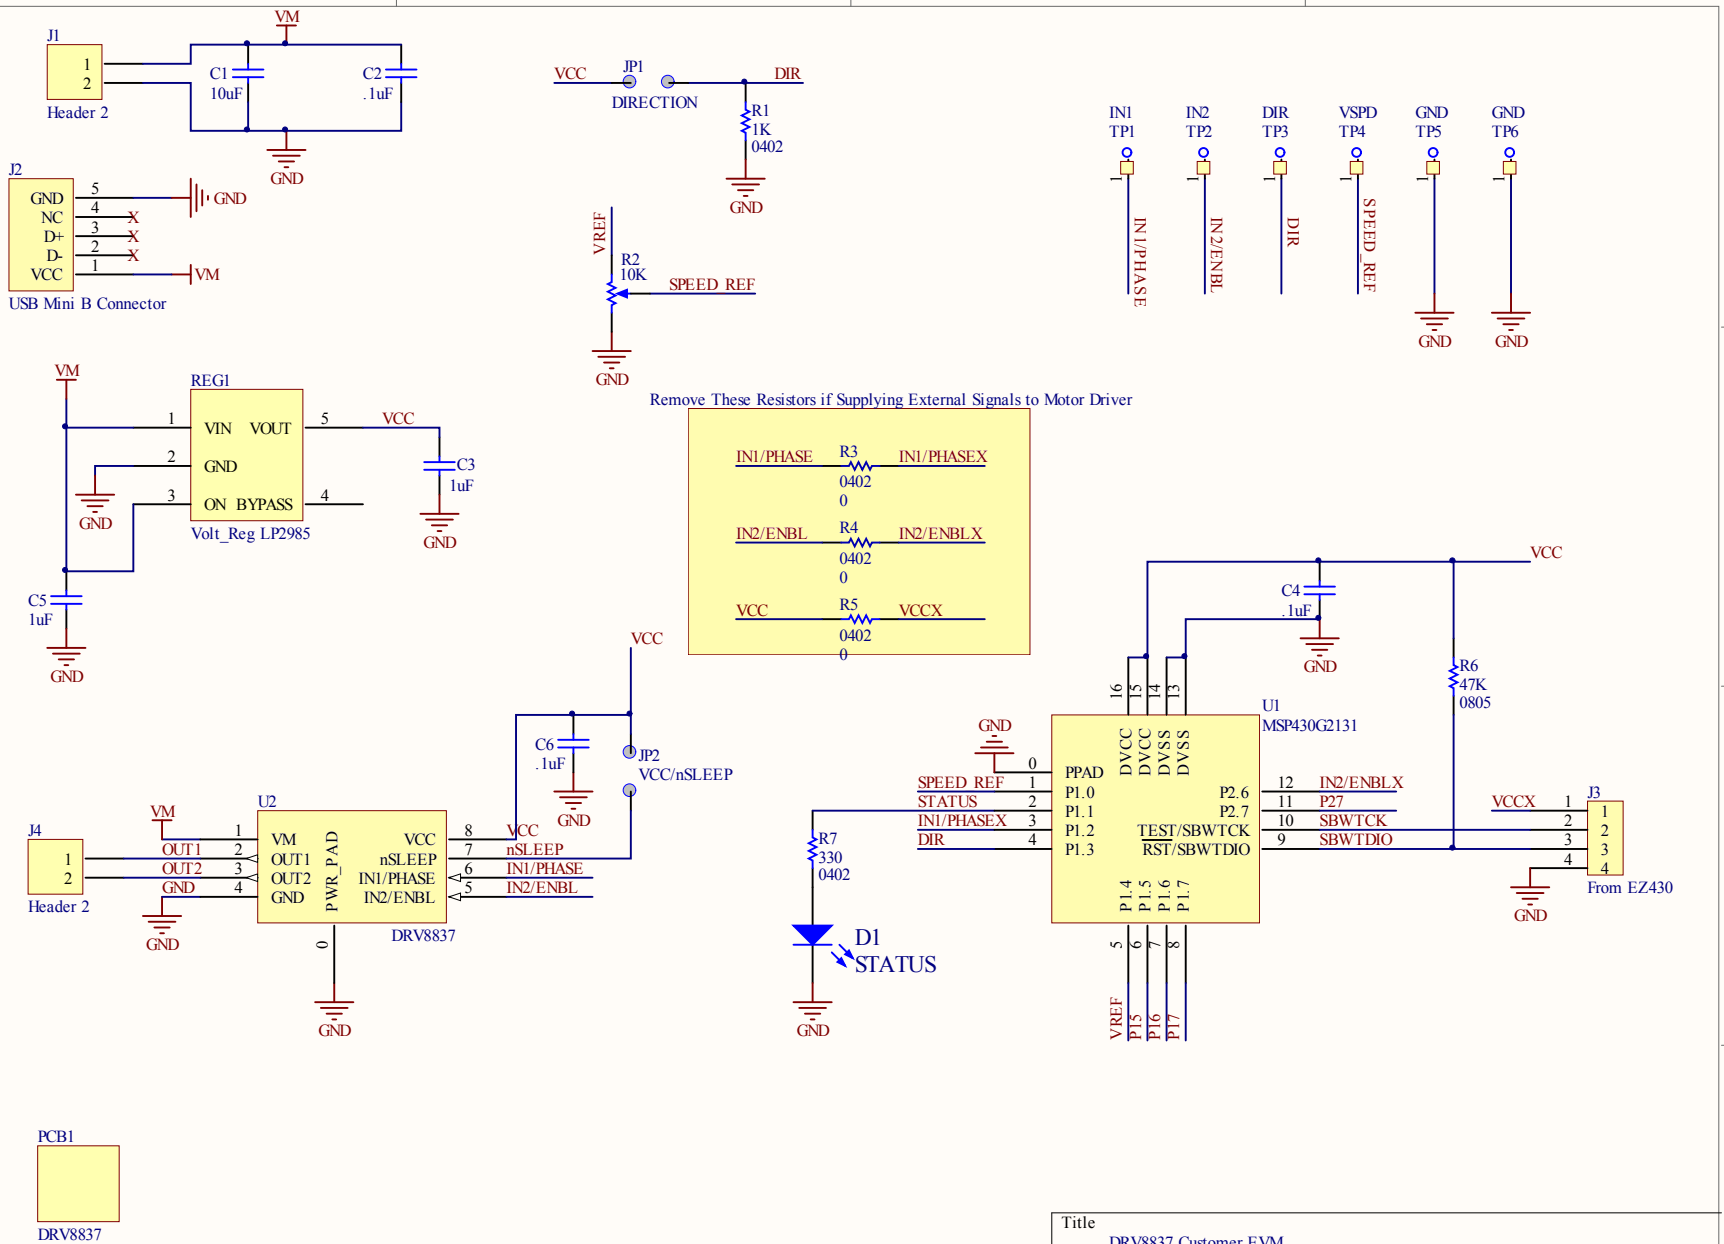 J1
1
2
Header 2
VM
C1
10uF
C2
.1uF
GND
J2
GND
NC
D+
D-
VCC
5
4
3
2
1
X
X
X
GND
VM
USB Mini B Connector
VCC
JP1
DIRECTION
DIR
R1
1K
0402
GND
VREF
R2
10K
SPEED_REF
GND
IN1
TP1
1
IN1/PHASE
IN2
TP2
1
IN2/ENBL
DIR
TP3
1
DIR
VSPD
TP4
1
SPEED_REF
GND
TP5
1
GND
GND
TP6
1
GND
VM
REG1
1
VIN
VOUT
5
VCC
2
GND
3
ON
BYPASS
4
GND
Volt_Reg LP2985
C3
1uF
GND
C5
1uF
GND
Remove These Resistors if Supplying External Signals to Motor Driver
IN1/PHASE
R3
IN1/PHASEX
0402
0
IN2/ENBL
R4
IN2/ENBLX
0402
0
VCC
R5
VCCX
0402
0
VCC
C6
.1uF
GND
JP2
VCC/nSLEEP
J4
1
2
Header 2
VM
OUT1
OUT2
GND
GND
1
2
3
4
U2
VM
OUT1
OUT2
GND
PWR_PAD
VCC
nSLEEP
IN1/PHASE
IN2/ENBL
DRV8837
8
7
6
5
VCC
nSLEEP
IN1/PHASE
IN2/ENBL
0
GND
VCC
C4
.1uF
GND
R6
47K
0805
U1
MSP430G2131
16
15
14
13
DVCC
DVCC
DVSS
DVSS
GND
SPEED_REF
STATUS
IN1/PHASEX
DIR
0
1
2
3
4
PPAD
P1.0
P1.1
P1.2
P1.3
P2.6
P2.7
TEST/SBWTCK
RST/SBWTDIO
12
11
10
9
IN2/ENBLX
P27
SBWTCK
SBWTDIO
P1.4
P1.5
P1.6
P1.7
5
6
7
8
VREF
P15
P16
P17
R7
330
0402
D1
STATUS
GND
VCCX
J3
1
2
3
4
1
2
3
4
From EZ430
GND
PCB1
DRV8837
Title
DRV8837 Customer EVM